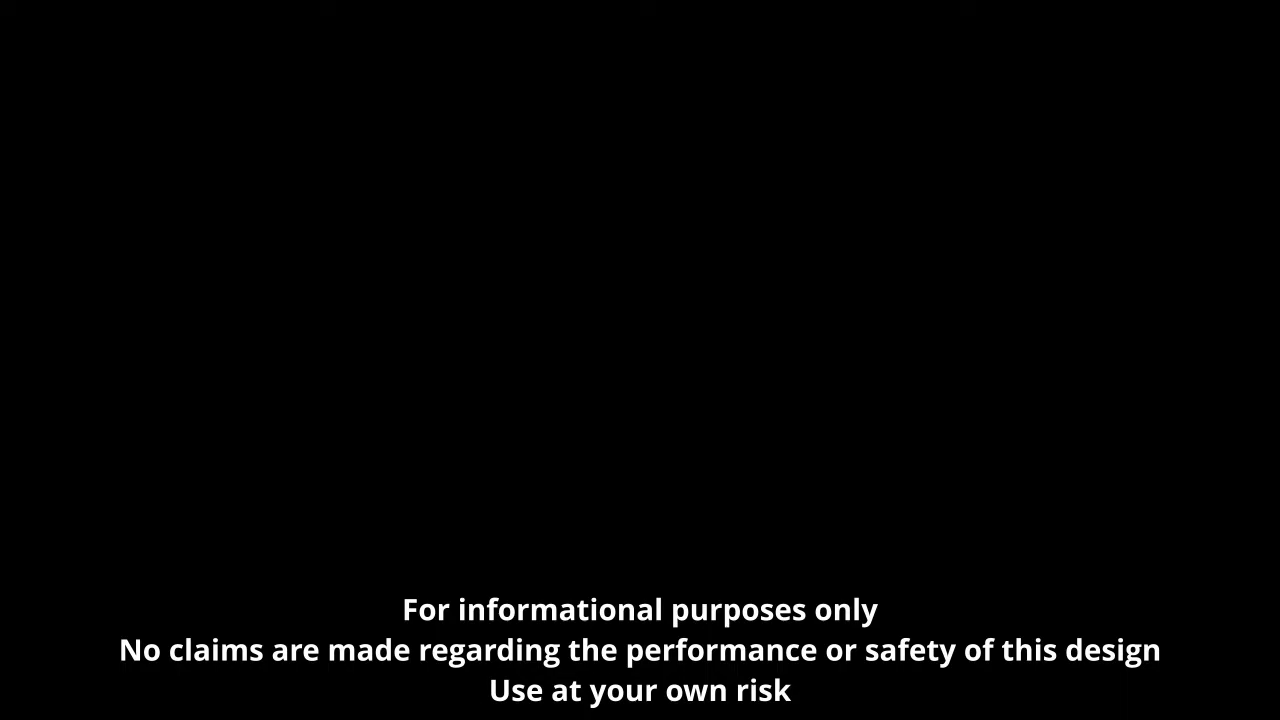 For informational purposes only
No claims are made regarding the performance or safety of this design
Use at your own risk